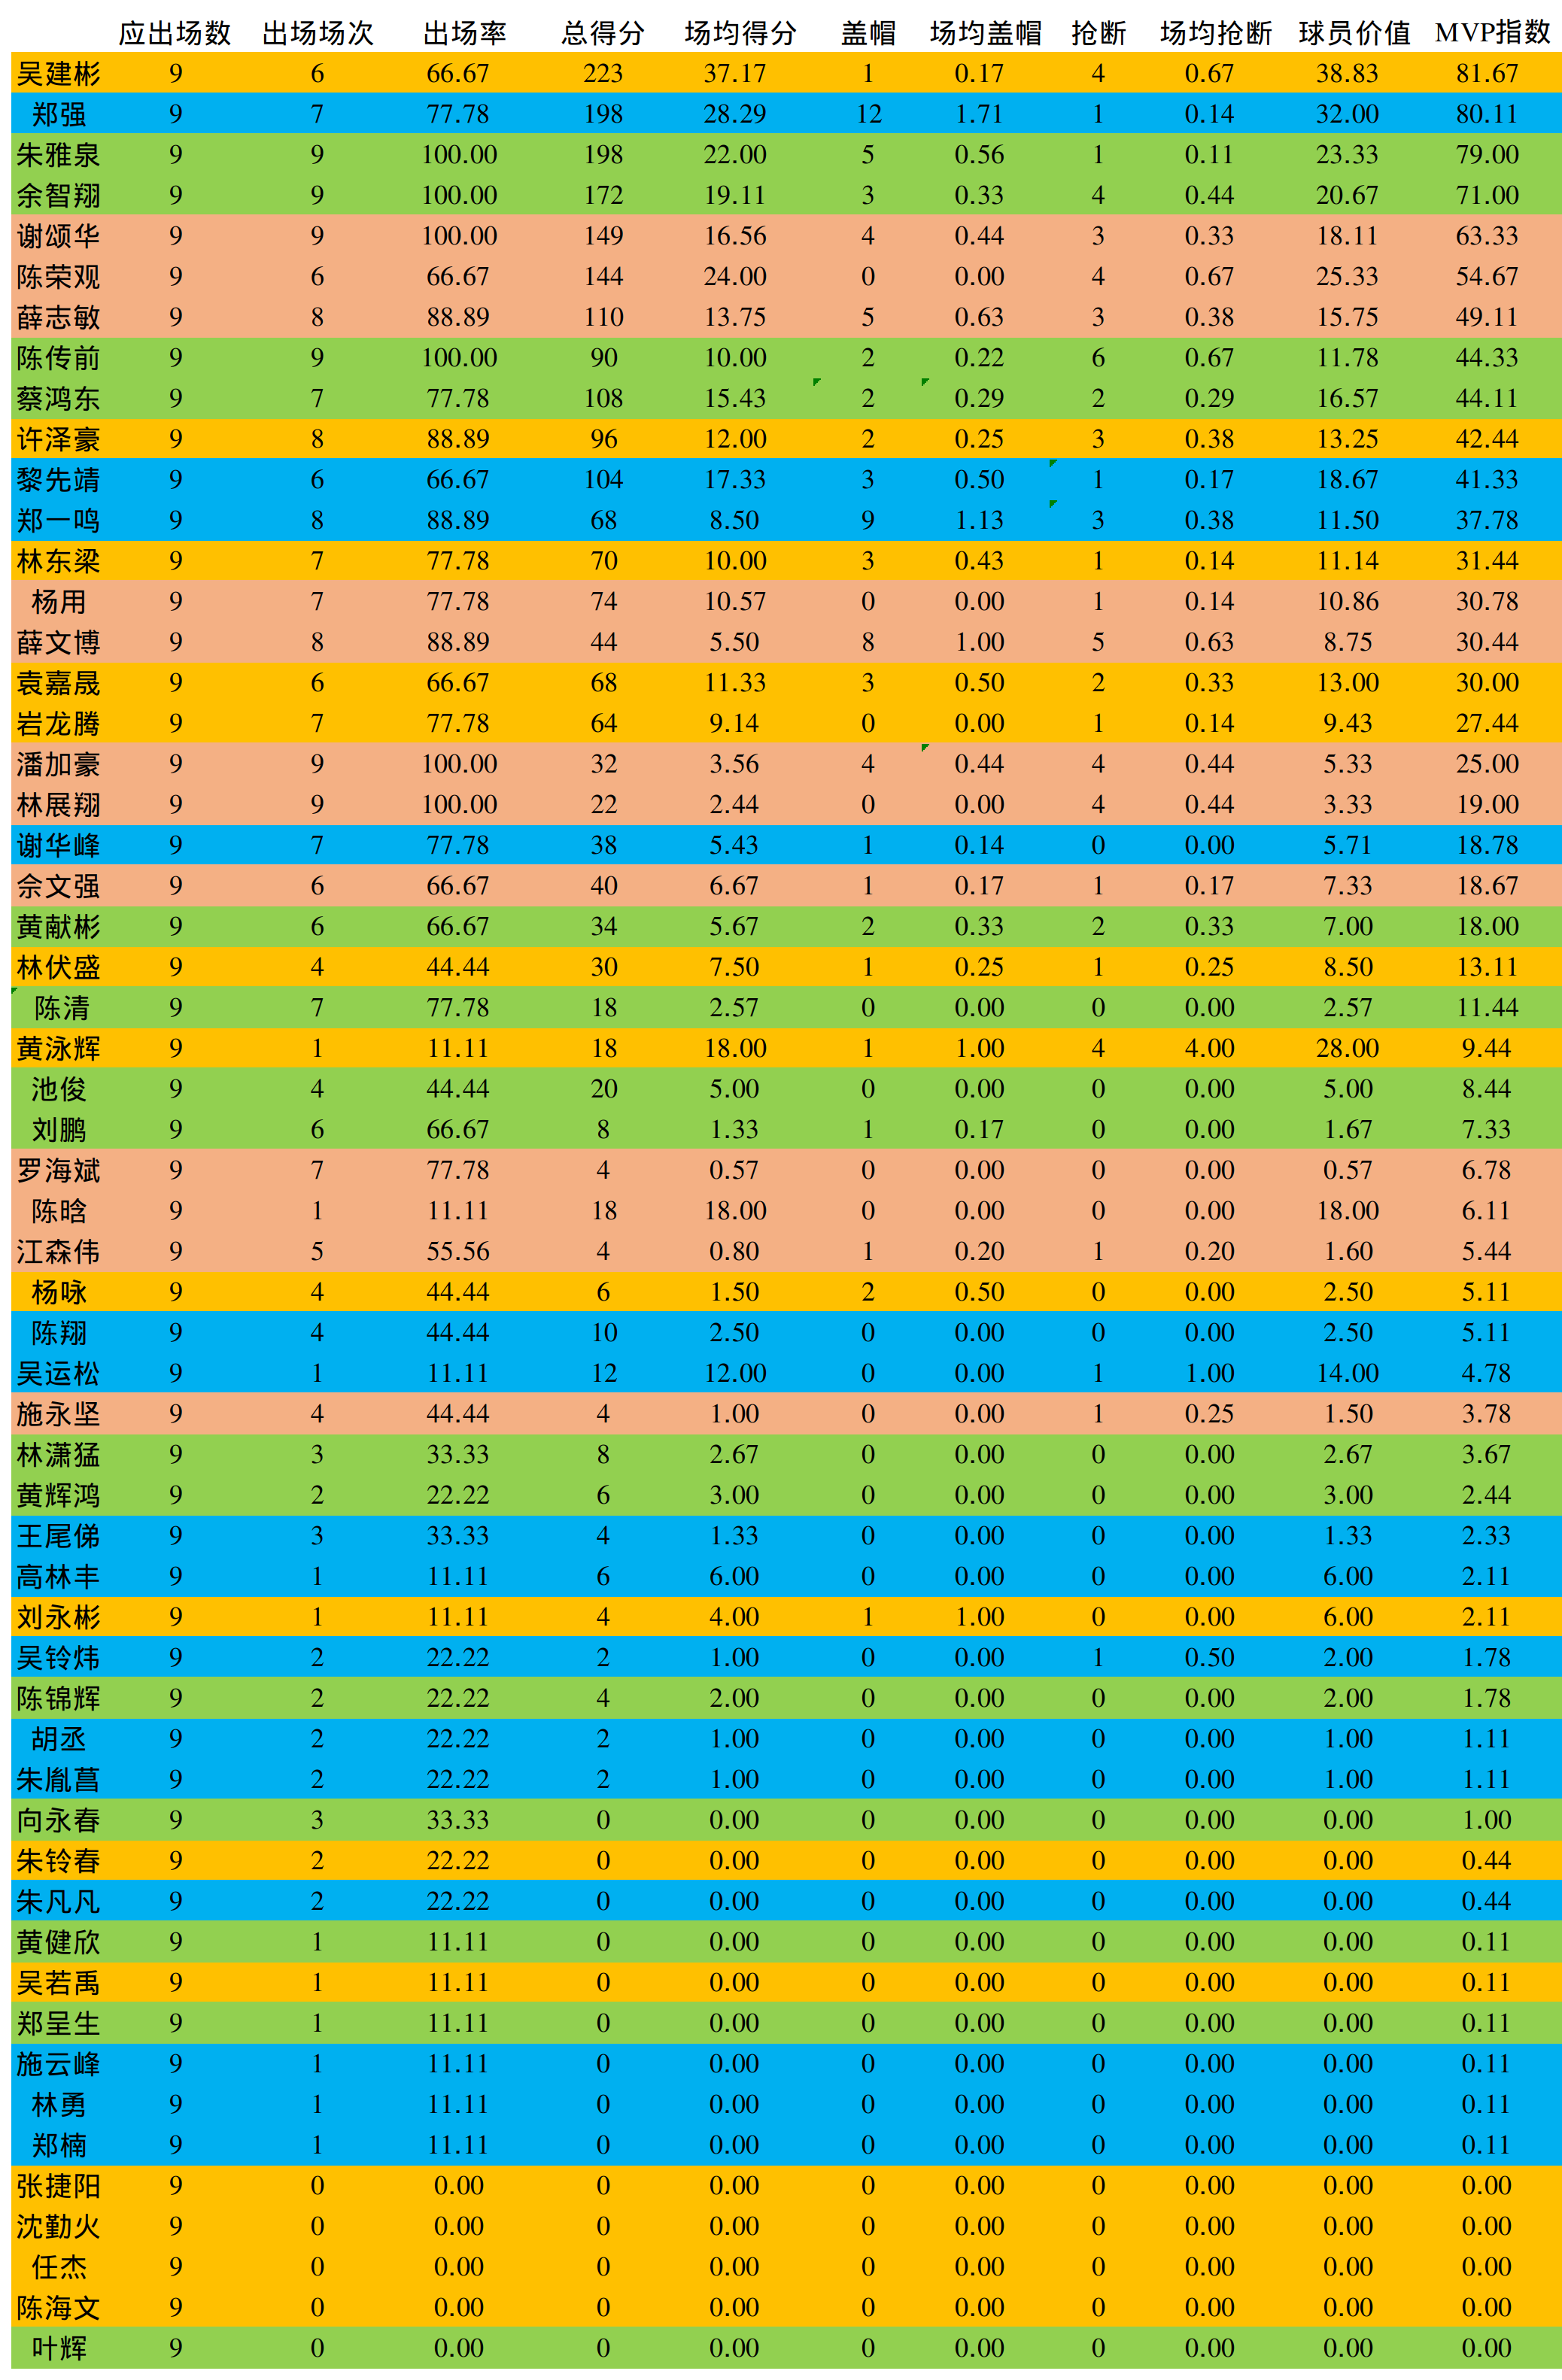 应出场数 出场场次 出场率 总得分 场均得分 盖帽 场均盖帽 抢断 场均抢断 球员价值 MVP指数
吴建彬 9 6 66.67 223 37.17 1 0.17 4 0.67 38.83 81.67
郑强 9 7 77.78 198 28.29 12 1.71 1 0.14 32.00 80.11
朱雅泉 9 9 100.00 198 22.00 5 0.56 1 0.11 23.33 79.00
余智翔 9 9 100.00 172 19.11 3 0.33 4 0.44 20.67 71.00
谢颂华 9 9 100.00 149 16.56 4 0.44 3 0.33 18.11 63.33
陈荣观 9 6 66.67 144 24.00 0 0.00 4 0.67 25.33 54.67
薛志敏 9 8 88.89 110 13.75 5 0.63 3 0.38 15.75 49.11
陈传前 9 9 100.00 90 10.00 2 0.22 6 0.67 11.78 44.33
蔡鸿东 9 7 77.78 108 15.43 2 0.29 2 0.29 16.57 44.11
许泽豪 9 8 88.89 96 12.00 2 0.25 3 0.38 13.25 42.44
黎先靖 9 6 66.67 104 17.33 3 0.50 1 0.17 18.67 41.33
郑一鸣 9 8 88.89 68 8.50 9 1.13 3 0.38 11.50 37.78
林东梁 9 7 77.78 70 10.00 3 0.43 1 0.14 11.14 31.44
杨用 9 7 77.78 74 10.57 0 0.00 1 0.14 10.86 30.78
薛文博 9 8 88.89 44 5.50 8 1.00 5 0.63 8.75 30.44
袁嘉晟 9 6 66.67 68 11.33 3 0.50 2 0.33 13.00 30.00
岩龙腾 9 7 77.78 64 9.14 0 0.00 1 0.14 9.43 27.44
潘加豪 9 9 100.00 32 3.56 4 0.44 4 0.44 5.33 25.00
林展翔 9 9 100.00 22 2.44 0 0.00 4 0.44 3.33 19.00
谢华峰 9 7 77.78 38 5.43 1 0.14 0 0.00 5.71 18.78
佘文强 9 6 66.67 40 6.67 1 0.17 1 0.17 7.33 18.67
黄献彬 9 6 66.67 34 5.67 2 0.33 2 0.33 7.00 18.00
林伏盛 9 4 44.44 30 7.50 1 0.25 1 0.25 8.50 13.11
陈清 9 7 77.78 18 2.57 0 0.00 0 0.00 2.57 11.44
黄泳辉 9 1 11.11 18 18.00 1 1.00 4 4.00 28.00 9.44
池俊 9 4 44.44 20 5.00 0 0.00 0 0.00 5.00 8.44
刘鹏 9 6 66.67 8 1.33 1 0.17 0 0.00 1.67 7.33
罗海斌 9 7 77.78 4 0.57 0 0.00 0 0.00 0.57 6.78
陈晗 9 1 11.11 18 18.00 0 0.00 0 0.00 18.00 6.11
江森伟 9 5 55.56 4 0.80 1 0.20 1 0.20 1.60 5.44
杨咏 9 4 44.44 6 1.50 2 0.50 0 0.00 2.50 5.11
陈翔 9 4 44.44 10 2.50 0 0.00 0 0.00 2.50 5.11
吴运松 9 1 11.11 12 12.00 0 0.00 1 1.00 14.00 4.78
施永坚 9 4 44.44 4 1.00 0 0.00 1 0.25 1.50 3.78
林潇猛 9 3 33.33 8 2.67 0 0.00 0 0.00 2.67 3.67
黄辉鸿 9 2 22.22 6 3.00 0 0.00 0 0.00 3.00 2.44
王尾俤 9 3 33.33 4 1.33 0 0.00 0 0.00 1.33 2.33
高林丰 9 1 11.11 6 6.00 0 0.00 0 0.00 6.00 2.11
刘永彬 9 1 11.11 4 4.00 1 1.00 0 0.00 6.00 2.11
吴铃炜 9 2 22.22 2 1.00 0 0.00 1 0.50 2.00 1.78
陈锦辉 9 2 22.22 4 2.00 0 0.00 0 0.00 2.00 1.78
胡丞 9 2 22.22 2 1.00 0 0.00 0 0.00 1.00 1.11
朱胤菖 9 2 22.22 2 1.00 0 0.00 0 0.00 1.00 1.11
向永春 9 3 33.33 0 0.00 0 0.00 0 0.00 0.00 1.00
朱铃春 9 2 22.22 0 0.00 0 0.00 0 0.00 0.00 0.44
朱凡凡 9 2 22.22 0 0.00 0 0.00 0 0.00 0.00 0.44
黄健欣 9 1 11.11 0 0.00 0 0.00 0 0.00 0.00 0.11
吴若禹 9 1 11.11 0 0.00 0 0.00 0 0.00 0.00 0.11
郑呈生 9 1 11.11 0 0.00 0 0.00 0 0.00 0.00 0.11
施云峰 9 1 11.11 0 0.00 0 0.00 0 0.00 0.00 0.11
林勇 9 1 11.11 0 0.00 0 0.00 0 0.00 0.00 0.11
郑楠 9 1 11.11 0 0.00 0 0.00 0 0.00 0.00 0.11
张捷阳 9 0 0.00 0 0.00 0 0.00 0 0.00 0.00 0.00
沈勤火 9 0 0.00 0 0.00 0 0.00 0 0.00 0.00 0.00
任杰 9 0 0.00 0 0.00 0 0.00 0 0.00 0.00 0.00
陈海文 9 0 0.00 0 0.00 0 0.00 0 0.00 0.00 0.00
叶辉 9 0 0.00 0 0.00 0 0.00 0 0.00 0.00 0.00